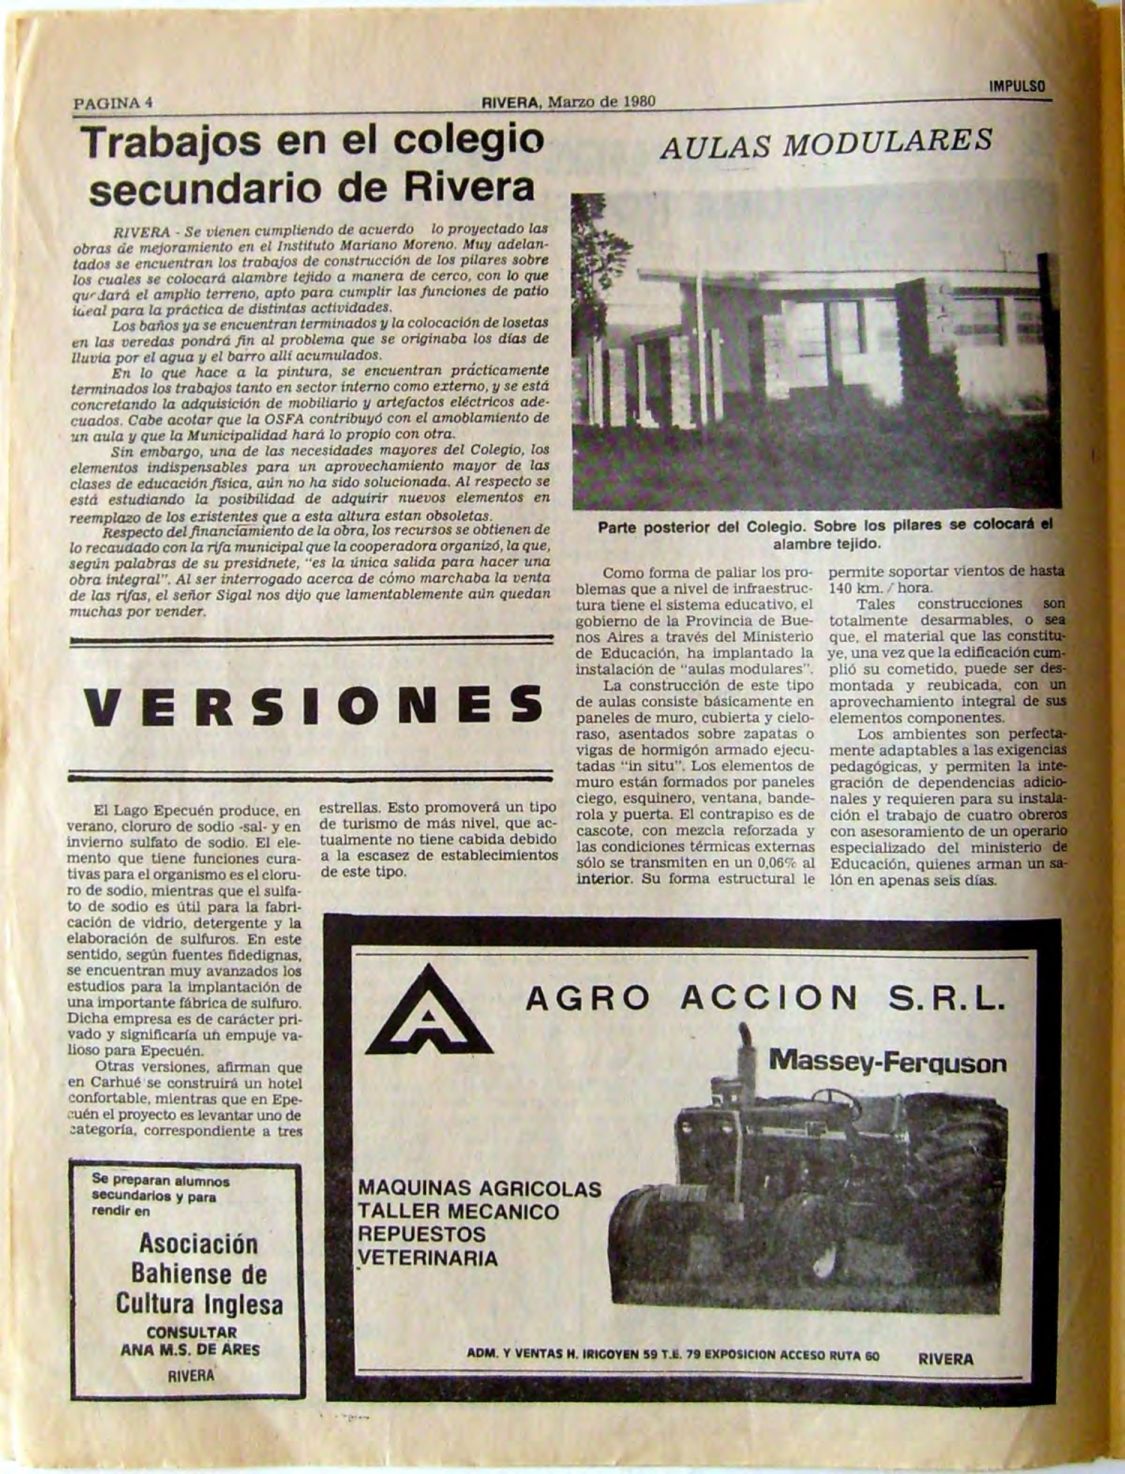 PAGINA 4
RIVERA, Marzo de 1980
IMPULSO
Trabajos en el colegio
secundario de Rivera
RIVERA - Se vienen cumpliendo de acuerdo lo proyectado las
obras de mejoramiento en el Instituto Mariano Moreno. Muy adelan-
tados se encuentran los trabajos de construcción de los pilares sobre
los cuales se colocará alambre tejido a manera de cerco, con lo que
quedará el amplio terreno, apto para cumplir las funciones de patio
ideal para la práctica de distintas actividades.
Los baños ya se encuentran terminados y la colocación de losetas
en las veredas pondrá fin al problema que se originaba los días de
lluvia por el agua y el barro allí acumulados.
En lo que hace a la pintura, se encuentran prácticamente
terminados los trabajos tanto en sector interno como externo, y se está
concretando la adquisición de mobiliario y artefactos eléctricos ade-
cuados. Cabe acotar que la OSFA contribuyó con el amoblamiento de
un aula y que la Municipalidad hará lo propio con otra.
Sin embargo, una de las necesidades mayores del Colegio, los
elementos indispensables para un aprovechamiento mayor de las
clases de educación física, aún no ha sido solucionada. Al respecto se
está estudiando la posibilidad de adquirir nuevos elementos en
reemplazo de los existentes que a esta altura estan obsoletas.
Respecto del financiamiento de la obra, los recursos se obtienen de
lo recaudado con la rifa municipal que la cooperadora organizó, la que,
según palabras de su presidnete, "es la única salida para hacer una
obra integral". Al ser interrogado acerca de cómo marchaba la venta
de las rifas, el señor Sigal nos dijo que lamentablemente aún quedan
muchas por vender.
VERSIONES
El Lago Epecuén produce, en
verano, cloruro de sodio -sal- y en
invierno sulfato de sodio. El ele-
mento que tiene funciones cura-
tivas para el organismo es el cloru-
ro de sodio, mientras que el sulfa-
to de sodio es útil para la fabri-
cación de vidrio, detergente y la
elaboración de sulfuros. En este
sentido, según fuentes fidedignas,
se encuentran muy avanzados los
estudios para la implantación de
una importante fábrica de sulfuro.
Dicha empresa es de carácter pri-
vado y significaría un empuje va-
lioso para Epecuén.
Otras versiones, afirman que
en Carhué se construirá un hotel
confortable, mientras que en Epe-
cuén el proyecto es levantar uno de
categoría, correspondiente a tres
estrellas. Esto promoverá un tipo
de turismo de más nivel, que ac-
tualmente no tiene cabida debido
a la escasez de establecimientos
de este tipo.
AULAS MODULARES
Parte posterior del Colegio. Sobre los pilares se colocará el
alambre tejido.
Como forma de paliar los pro-
blemas que a nivel de infraestruc-
tura tiene el sistema educativo, el
gobierno de la Provincia de Bue-
nos Aires a través del Ministerio
de Educación, ha implantado la
instalación de "aulas modulares".
La construcción de este tipo
de aulas consiste básicamente en
paneles de muro, cubierta y cielo-
raso, asentados sobre zapatas o
vigas de hormigón armado ejecu-
tadas "in situ". Los elementos de
muro están formados por paneles
ciego, esquinero, ventana, bande-
rola y puerta. El contrapiso es de
cascote, con mezcla reforzada y
las condiciones térmicas externas
sólo se transmiten en un 0,06% al
interior. Su forma estructural le
permite soportar vientos de hasta
140 km. / hora.
Tales construcciones son
totalmente desarmables, o sea
que, el material que las constitu-
ye, una vez que la edificación cum-
plió su cometido, puede ser des-
montada y reubicada, con un
aprovechamiento integral de sus
elementos componentes.
Los ambientes son perfecta-
mente adaptables a las exigencias
pedagógicas, y permiten la inte-
gración de dependencias adicio-
nales y requieren para su instala-
ción el trabajo de cuatro obreros
con asesoramiento de un operario
especializado del ministerio de
Educación, quienes arman un sa-
lón en apenas seis días.
Se preparan alumnos
secundarios y para
rendir en
Asociación
Bahiense de
Cultura Inglesa
CONSULTAR
ANA M.S. DE ARES
RIVERA
AGRO ACCION S.R.L.
Massey-Ferguson
MAQUINAS AGRICOLAS
TALLER MECANICO
REPUESTOS
VETERINARIA
ADM. Y VENTAS H. IRIGOYEN 59 T.E. 79 EXPOSICION ACCESO RUTA 60 RIVERA